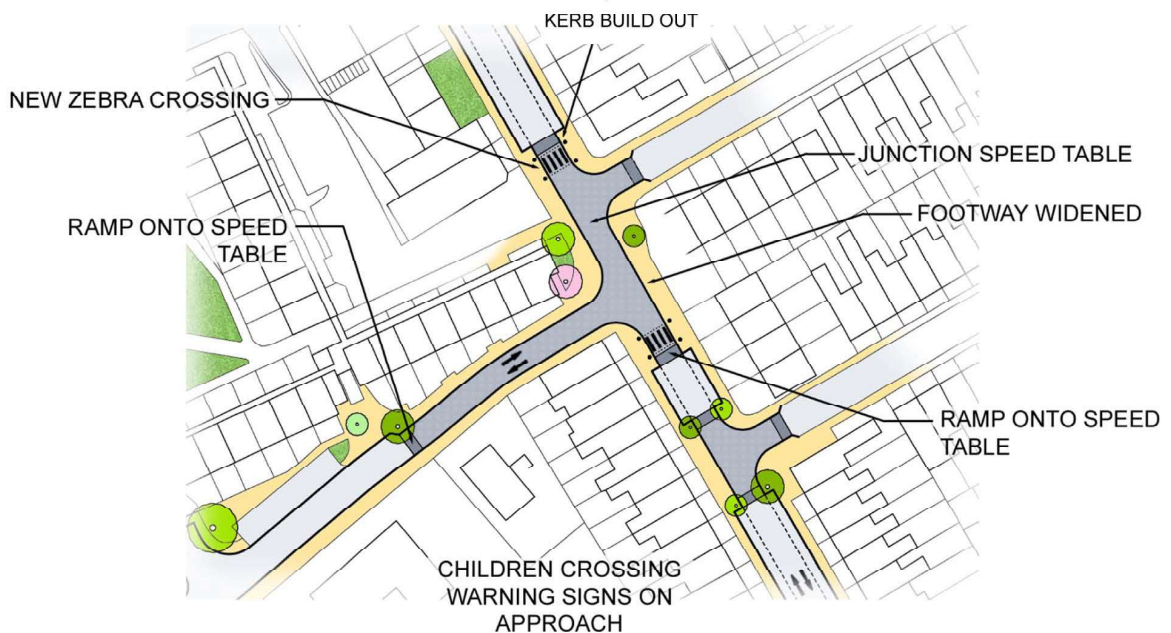 KERB BUILD OUT
NEW ZEBRA CROSSING
JUNCTION SPEED TABLE
FOOTWAY WIDENED
RAMP ONTO SPEED
TABLE
RAMP ONTO SPEED
TABLE
CHILDREN CROSSING
WARNING SIGNS ON
APPROACH